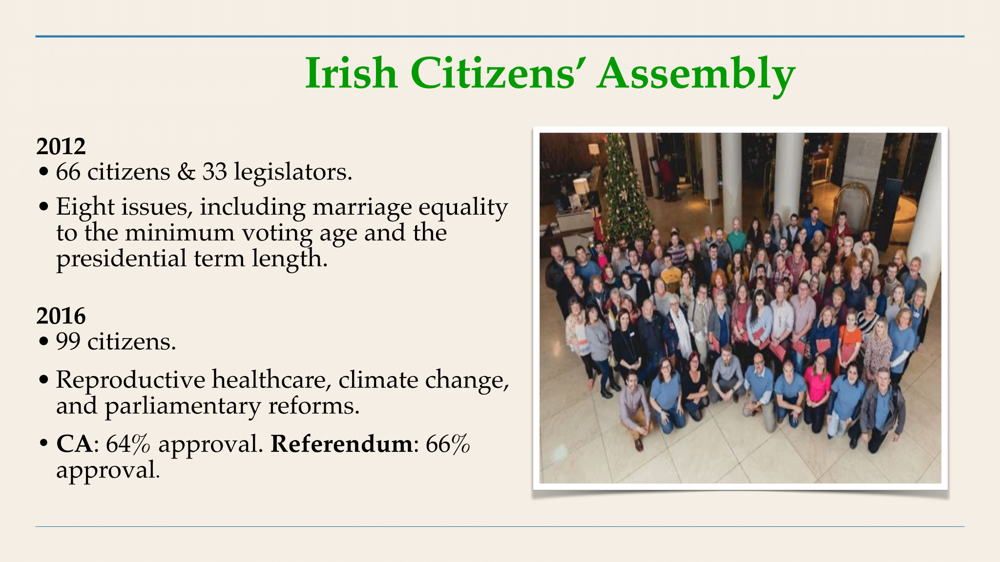 Irish Citizens’ Assembly
2012
• 66 citizens & 33 legislators.
• Eight issues, including marriage equality
to the minimum voting age and the
presidential term length.
2016
• 99 citizens.
• Reproductive healthcare, climate change,
and parliamentary reforms.
• CA: 64% approval. Referendum: 66%
approval.